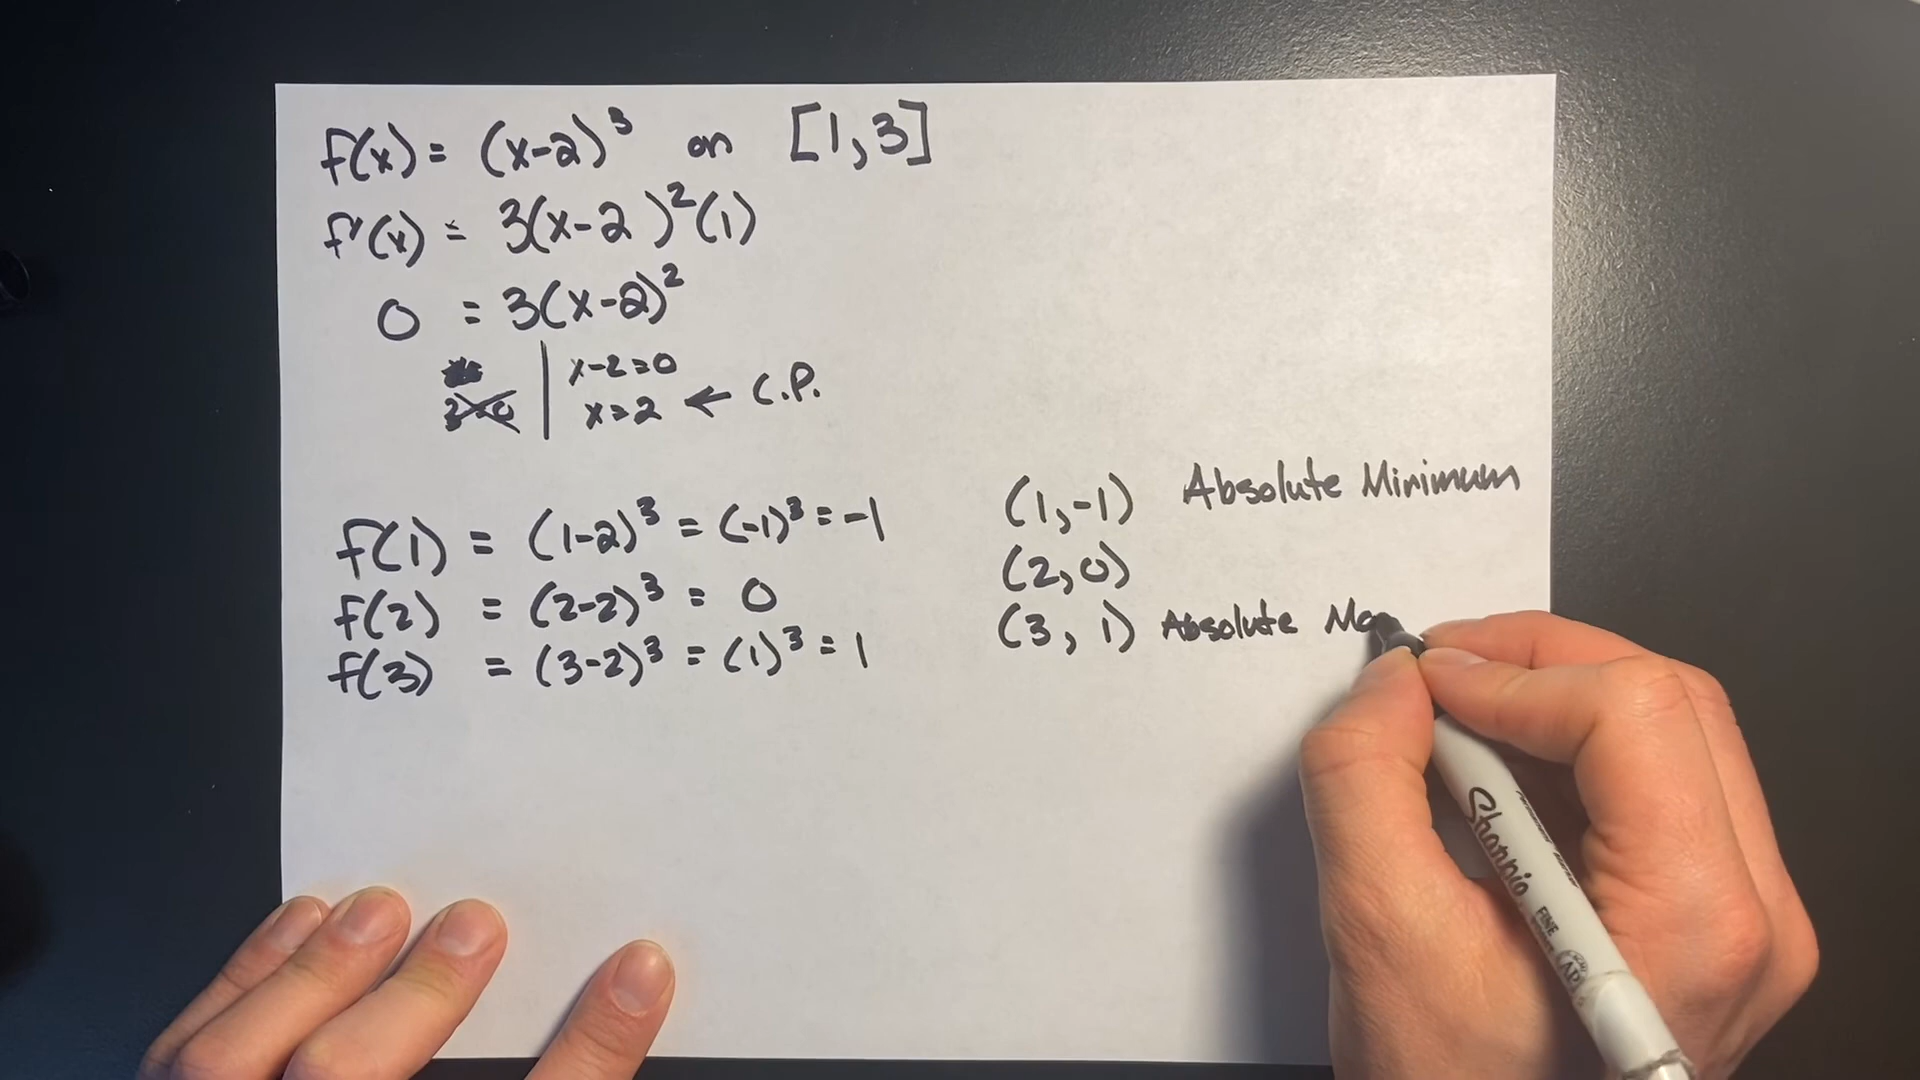 f(x) = (x-2)³ on [1,3]
f'(x) = 3(x-2)²(1)
0 = 3(x-2)²
x-2=0
x=2 ← C.P.
f(1) = (1-2)³ = (-1)³ = -1
f(2) = (2-2)³ = 0
f(3) = (3-2)³ = (1)³ = 1
(1,-1) Absolute Minimum
(2,0)
(3, 1) Absolute Ma
Sharpie
FINE